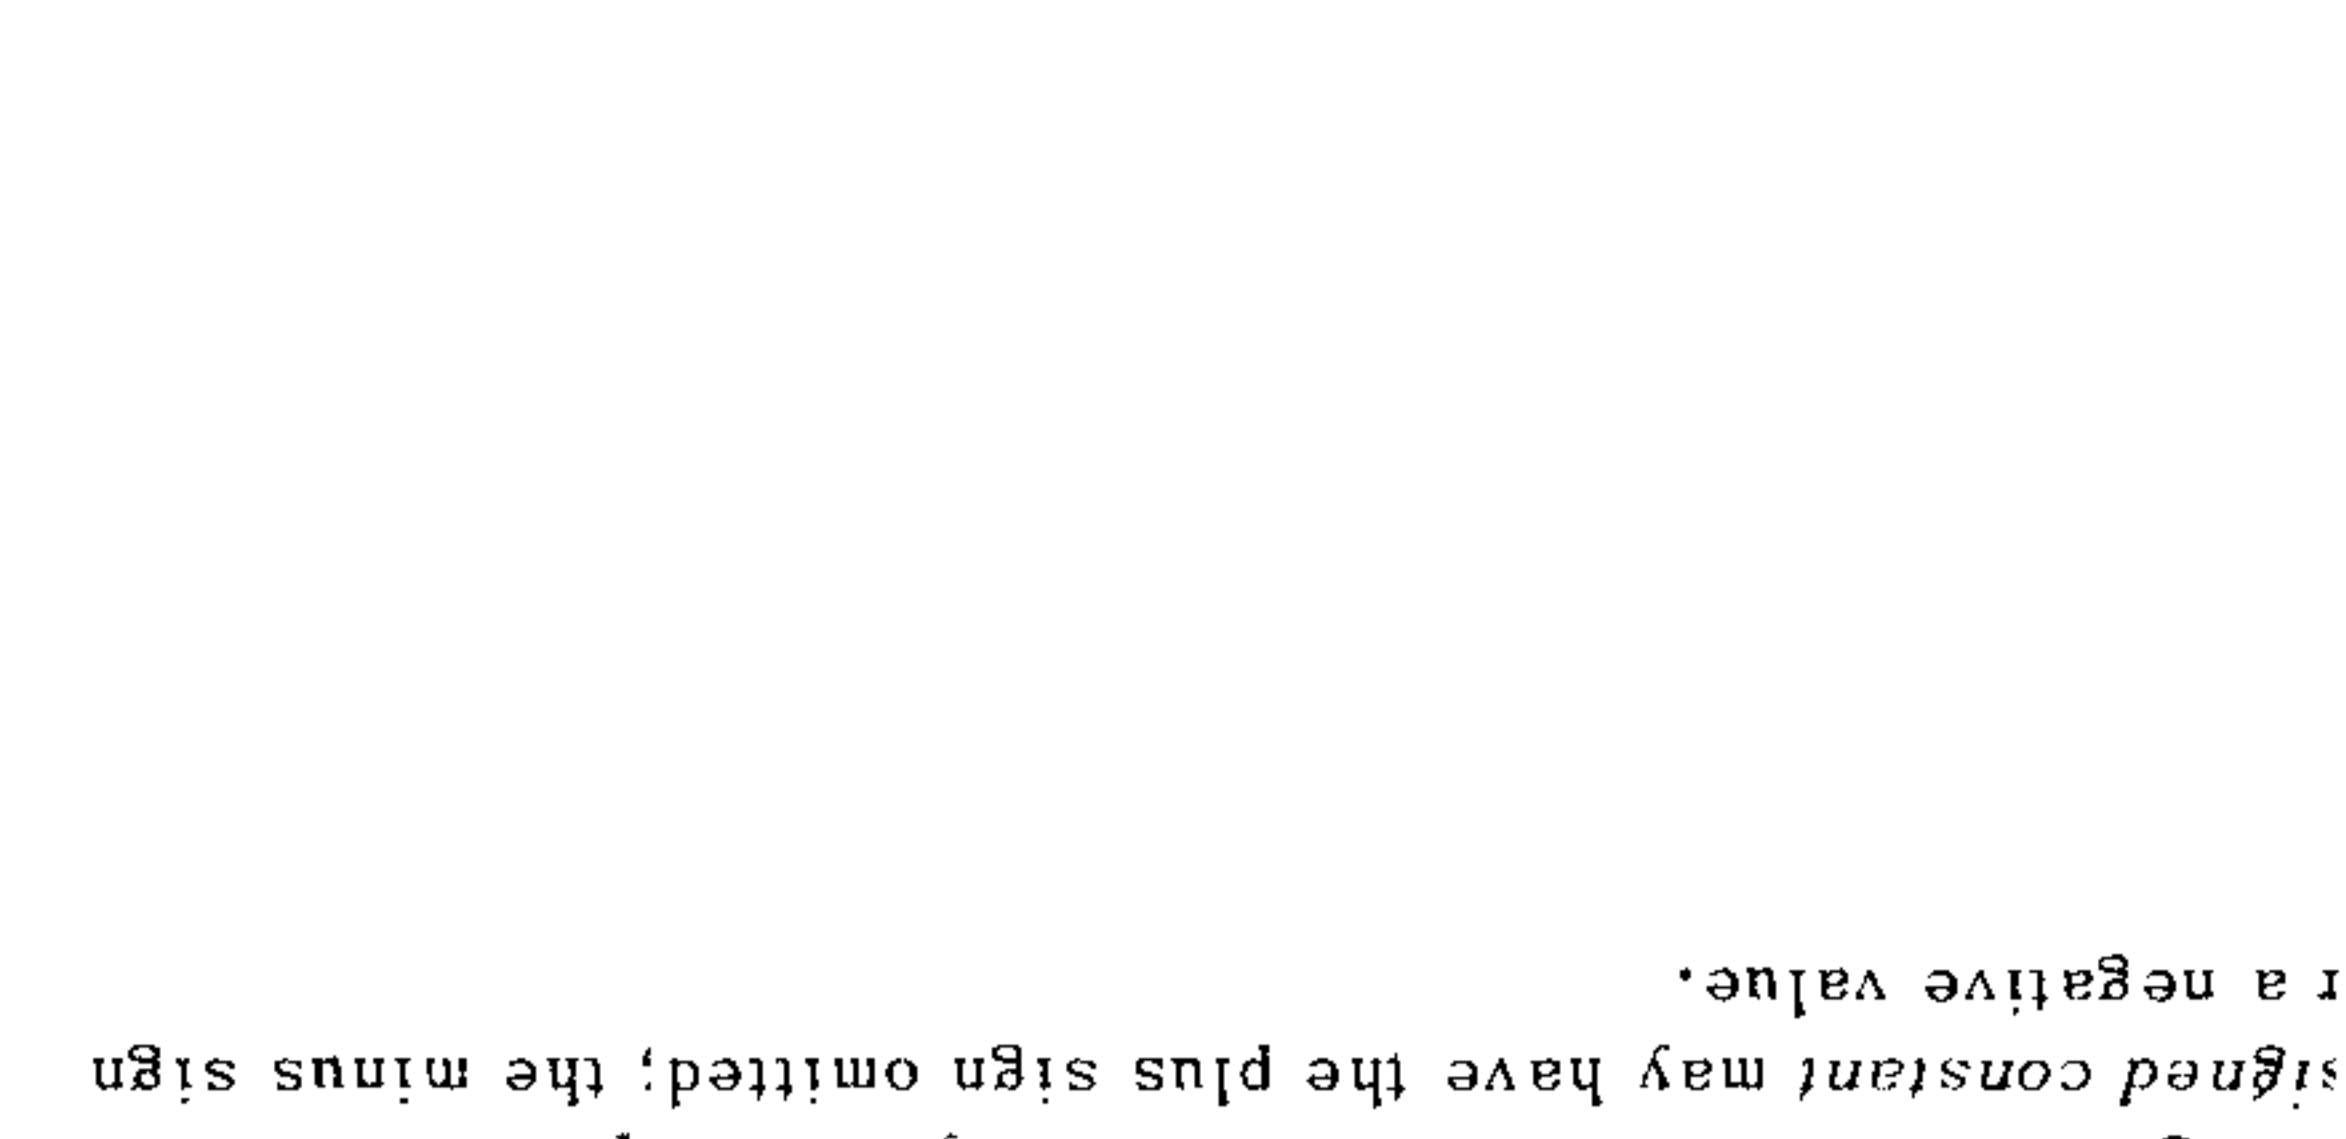 signed constant may have the plus sign omitted; the minus sign
r a negative value.